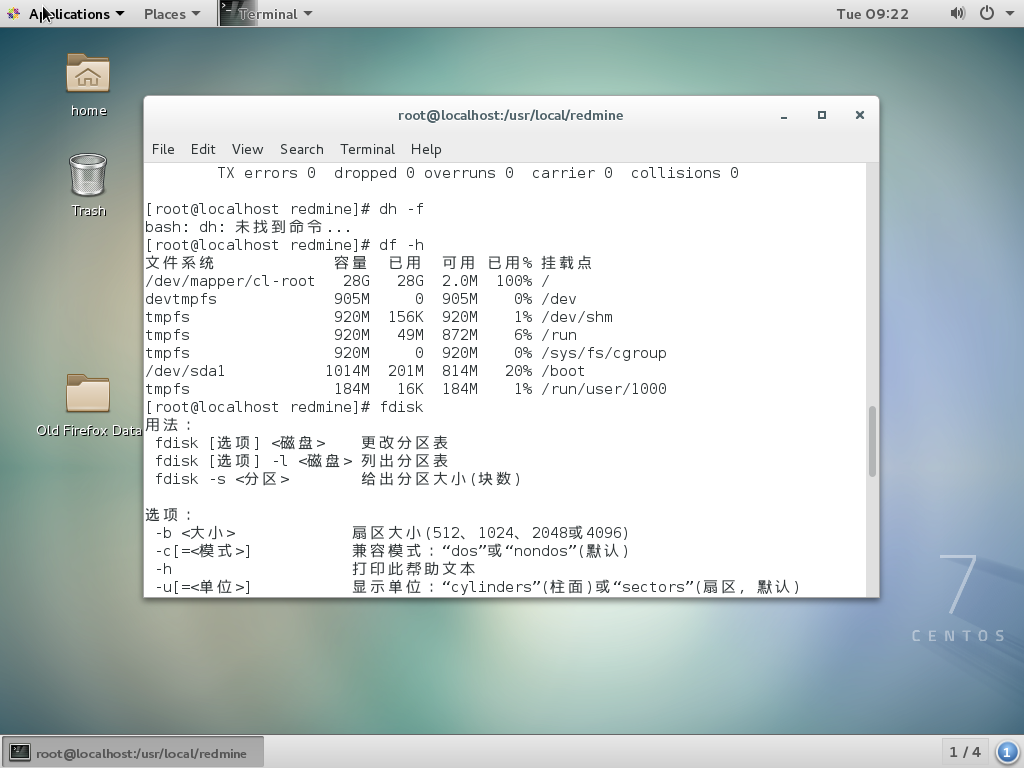 Applications Places Terminal Tue 09:22
home
Trash
Old Firefox Data
root@localhost:/usr/local/redmine
File Edit View Search Terminal Help
TX errors 0  dropped 0 overruns 0  carrier 0  collisions 0
[root@localhost redmine]# dh -f
bash: dh: 未找到命令...
[root@localhost redmine]# df -h
文件系统 容量 已用 可用 已用% 挂载点
/dev/mapper/cl-root 28G 28G 2.0M 100% /
devtmpfs 905M 0 905M 0% /dev
tmpfs 920M 156K 920M 1% /dev/shm
tmpfs 920M 49M 872M 6% /run
tmpfs 920M 0 920M 0% /sys/fs/cgroup
/dev/sda1 1014M 201M 814M 20% /boot
tmpfs 184M 16K 184M 1% /run/user/1000
[root@localhost redmine]# fdisk
用法：
fdisk [选项] <磁盘> 更改分区表
fdisk [选项] -l <磁盘> 列出分区表
fdisk -s <分区> 给出分区大小(块数)
选项：
-b <大小> 扇区大小(512、1024、2048或4096)
-c[=<模式>] 兼容模式：“dos”或“nondos”(默认)
-h 打印此帮助文本
-u[=<单位>] 显示单位：“cylinders”(柱面)或“sectors”(扇区，默认)
7
CENTOS
root@localhost:/usr/local/redmine 1 / 4 1